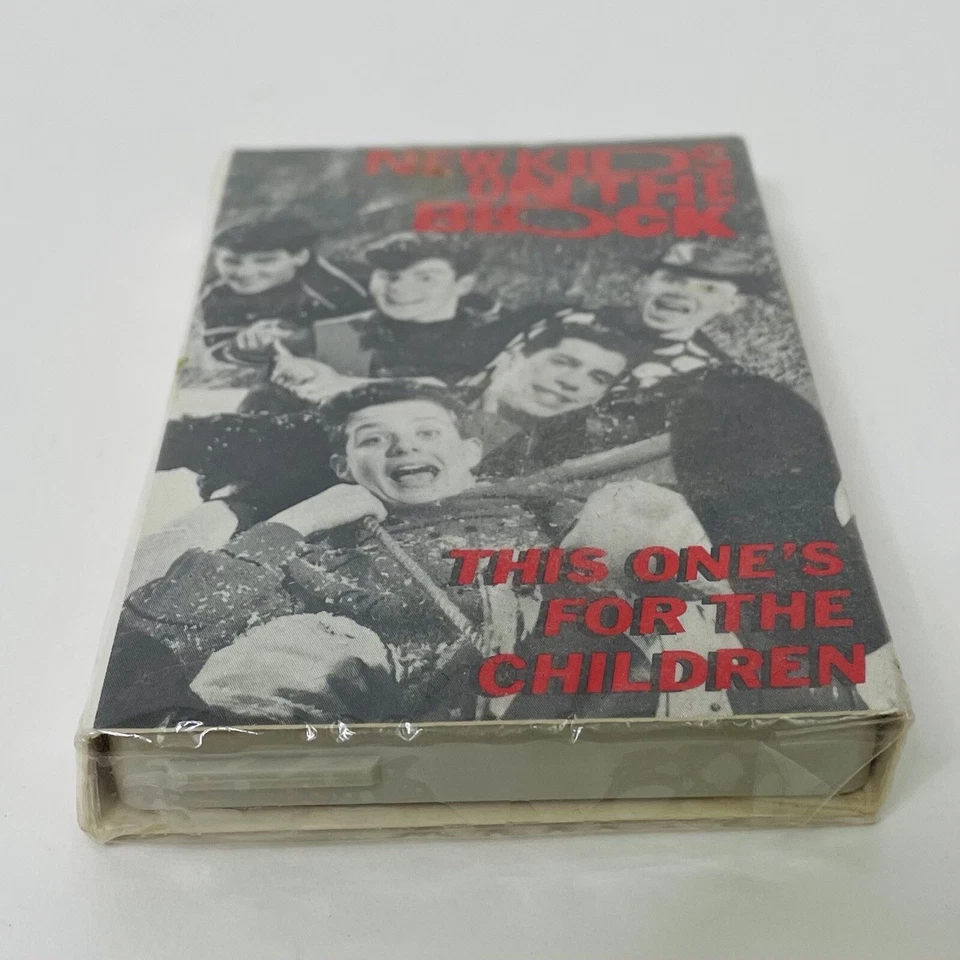 NEW KIDS
ON THE
BLOCK
THIS ONE'S
FOR THE
CHILDREN